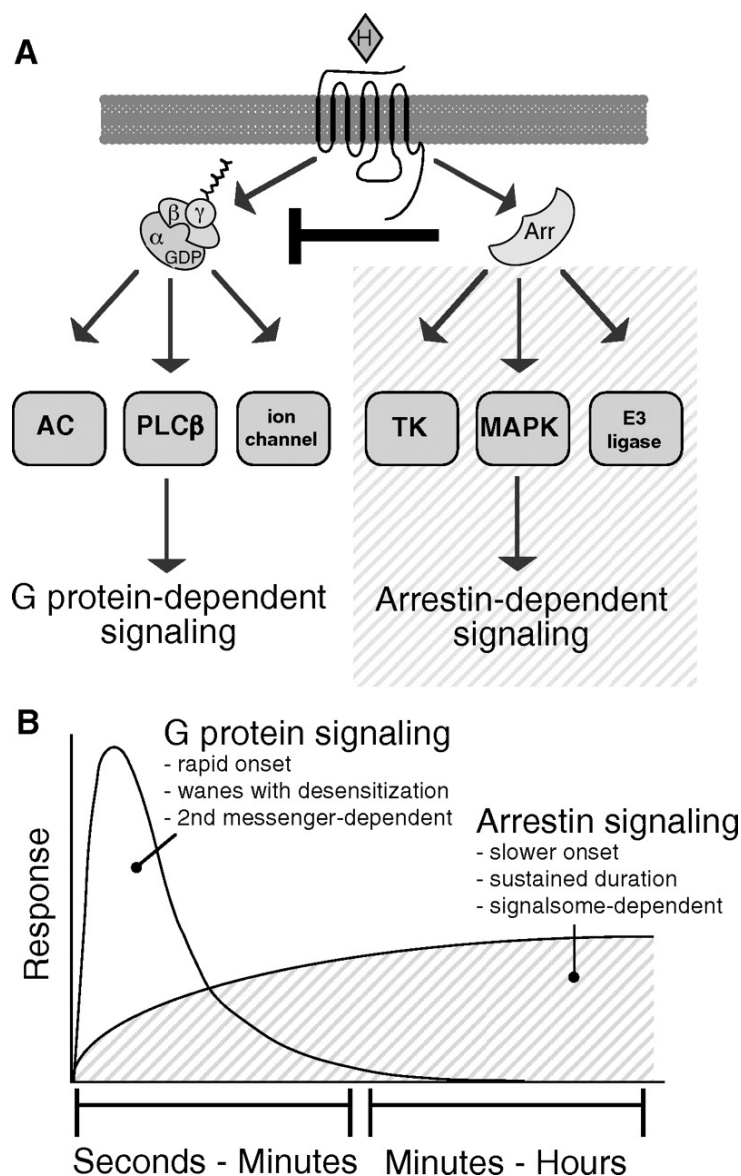 A
H
β γ
α
GDP
Arr
AC
PLCβ
ion
channel
TK
MAPK
E3
ligase
G protein-dependent
signaling
Arrestin-dependent
signaling
B
G protein signaling
- rapid onset
- wanes with desensitization
- 2nd messenger-dependent
Arrestin signaling
- slower onset
- sustained duration
- signalsome-dependent
Response
Seconds - Minutes
Minutes - Hours